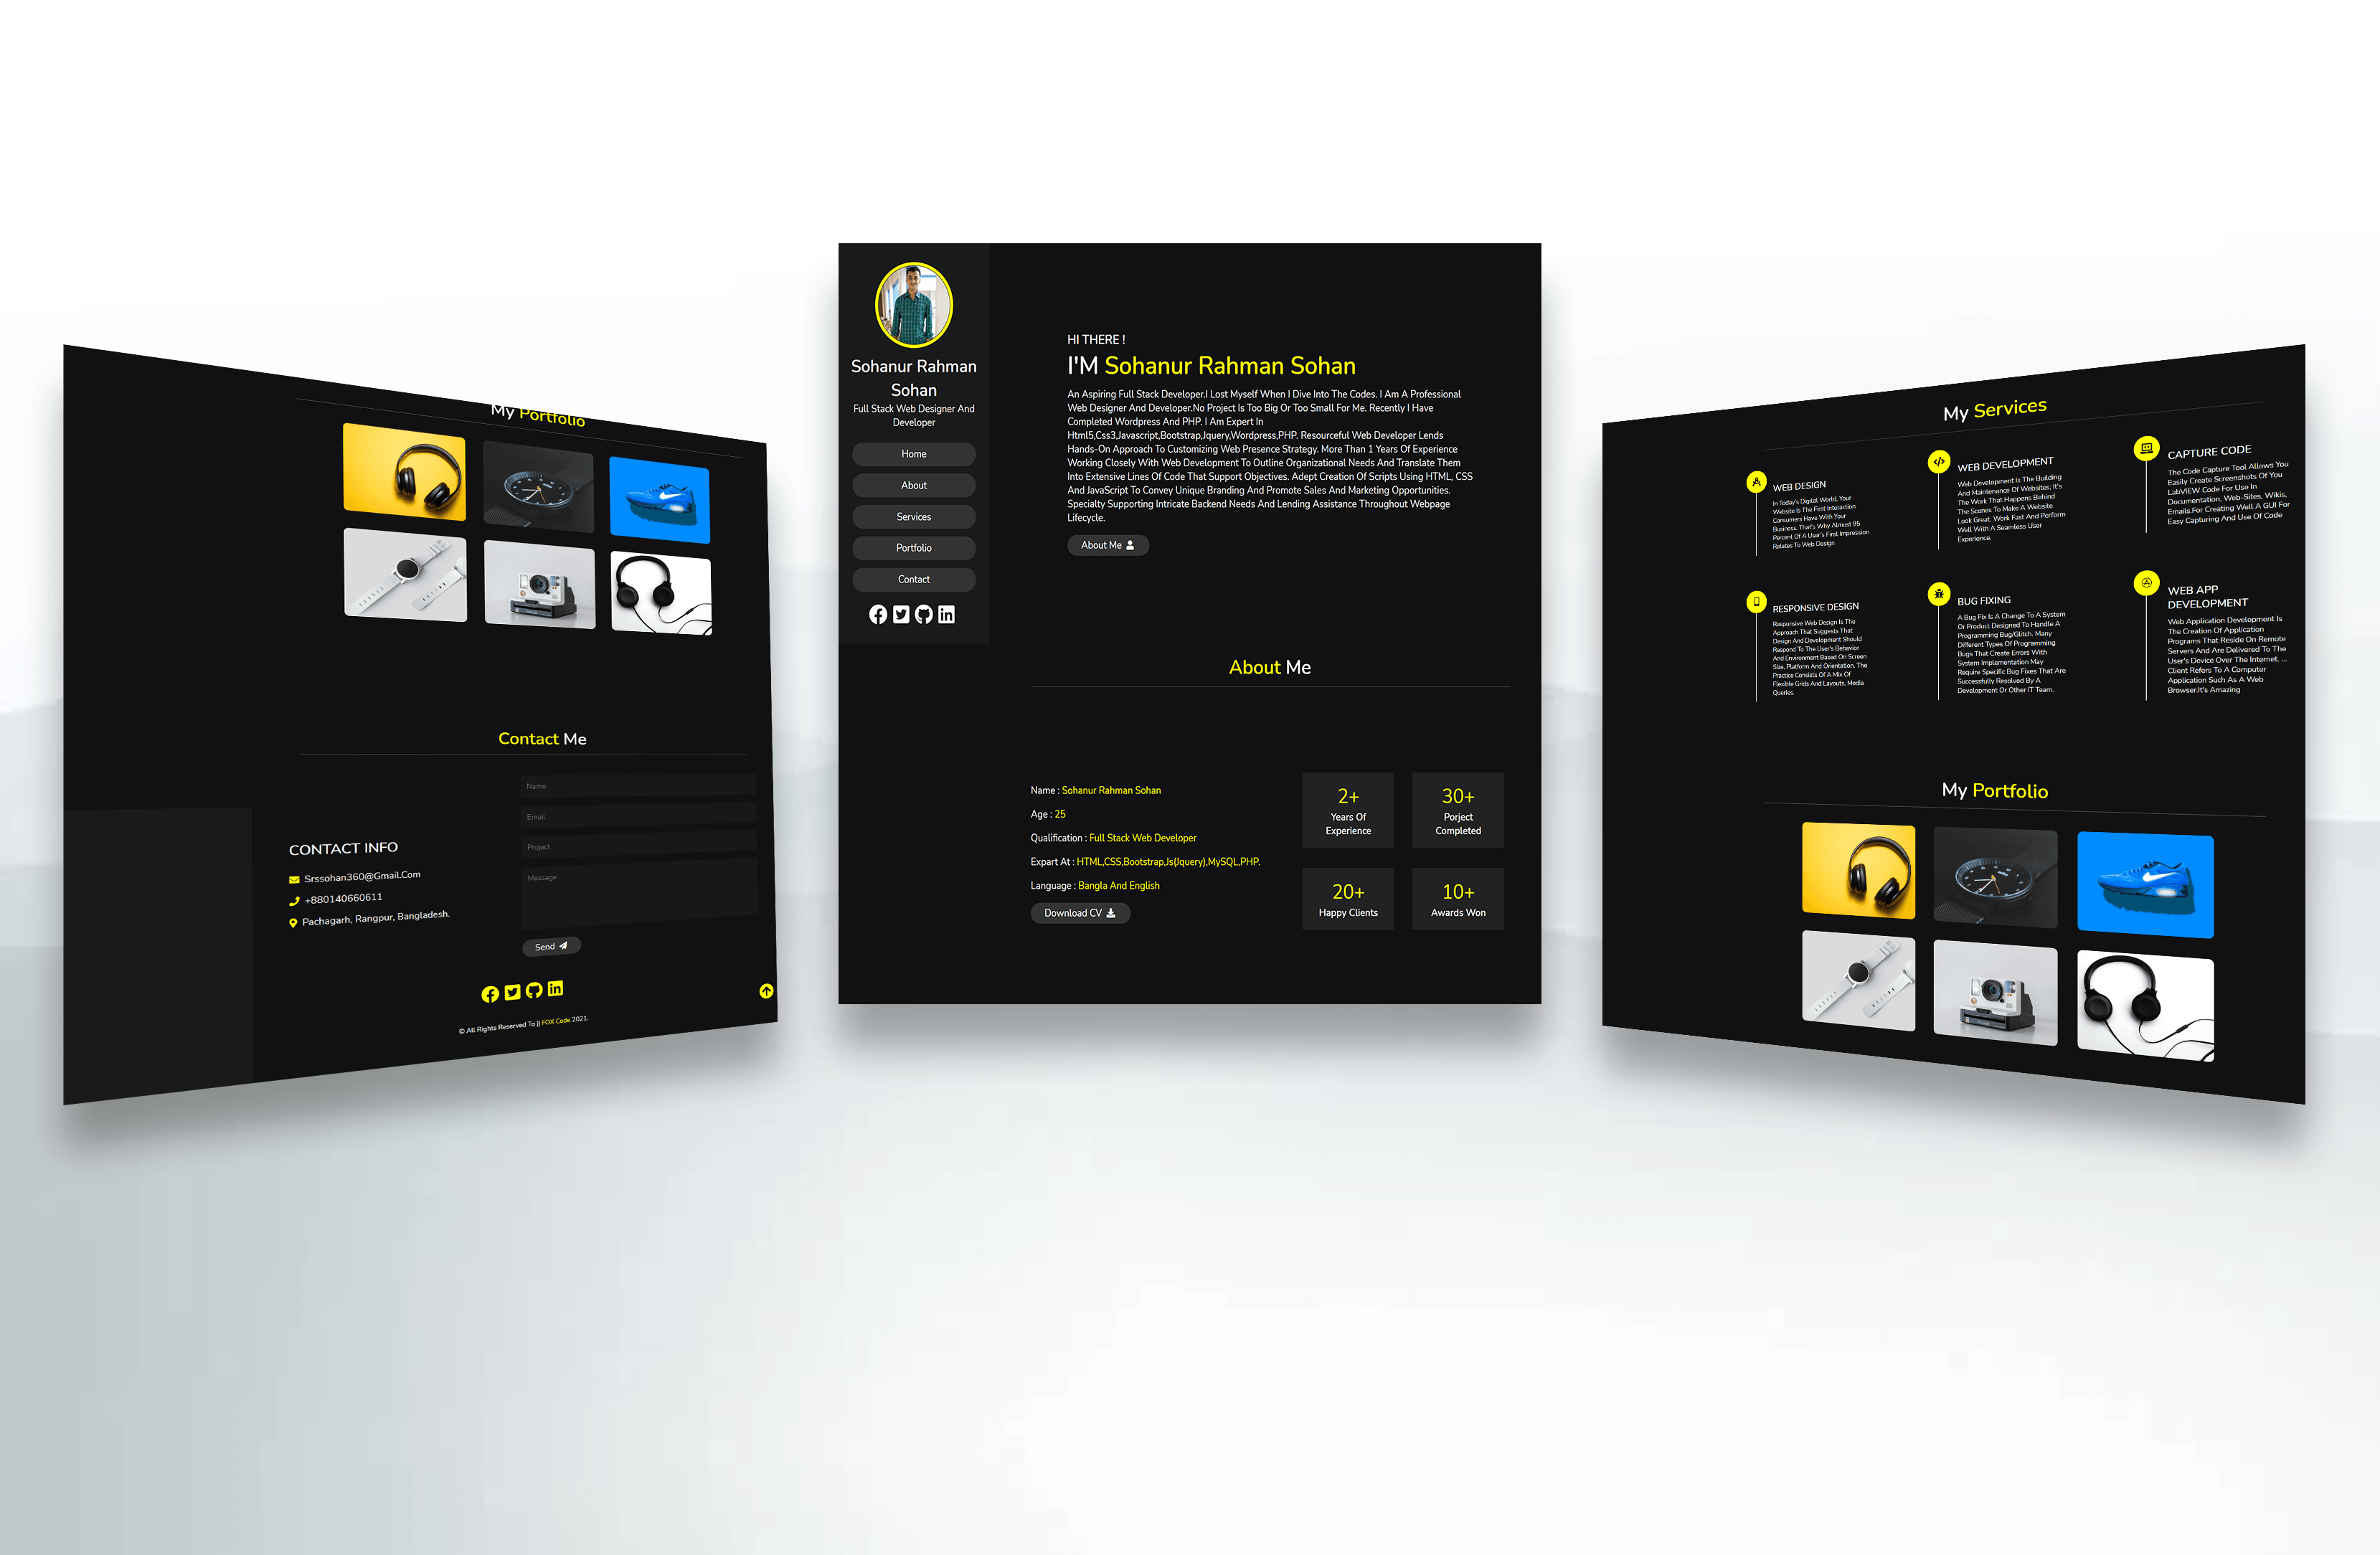 My Portfolio
Contact Me
Name
Email
Project
Message
Send
CONTACT INFO
Srssohan360@Gmail.Com
+880140660611
Pachagarh, Rangpur, Bangladesh.
© All Rights Reserved To || FOX Code 2021.
Sohanur Rahman
Sohan
Full Stack Web Designer And
Developer
Home
About
Services
Portfolio
Contact
HI THERE !
I'M Sohanur Rahman Sohan
An Aspiring Full Stack Developer.I Lost Myself When I Dive Into The Codes. I Am A Professional
Web Designer And Developer.No Project Is Too Big Or Too Small For Me. Recently I Have
Completed Wordpress And PHP. I Am Expert In
Html5,Css3,Javascript,Bootstrap,Jquery,Wordpress,PHP. Resourceful Web Developer Lends
Hands-On Approach To Customizing Web Presence Strategy. More Than 1 Years Of Experience
Working Closely With Web Development To Outline Organizational Needs And Translate Them
Into Extensive Lines Of Code That Support Objectives. Adept Creation Of Scripts Using HTML, CSS
And JavaScript To Convey Unique Branding And Promote Sales And Marketing Opportunities.
Specialty Supporting Intricate Backend Needs And Lending Assistance Throughout Webpage
Lifecycle.
About Me
About Me
Name : Sohanur Rahman Sohan
Age : 25
Qualification : Full Stack Web Developer
Expart At : HTML,CSS,Bootstrap,Js(Jquery),MySQL,PHP.
Language : Bangla And English
Download CV
2+
Years Of
Experience
30+
Porject
Completed
20+
Happy Clients
10+
Awards Won
My Services
WEB DESIGN
In Today's Digital World, Your
Website Is The First Interaction
Consumers Have With Your
Business. That's Why Almost 95
Percent Of A User's First Impression
Relates To Web Design
WEB DEVELOPMENT
Web Development Is The Building
And Maintenance Of Websites; It's
The Work That Happens Behind
The Scenes To Make A Website
Look Great, Work Fast And Perform
Well With A Seamless User
Experience.
CAPTURE CODE
The Code Capture Tool Allows You
Easily Create Screenshots Of You
LabVIEW Code For Use In
Documentation, Web-Sites, Wikis,
Emails.For Creating Well A GUI For
Easy Capturing And Use Of Code
RESPONSIVE DESIGN
Responsive Web Design Is The
Approach That Suggests That
Design And Development Should
Respond To The User's Behavior
And Environment Based On Screen
Size, Platform And Orientation. The
Practice Consists Of A Mix Of
Flexible Grids And Layouts, Media
Queries.
BUG FIXING
A Bug Fix Is A Change To A System
Or Product Designed To Handle A
Programming Bug/Glitch. Many
Different Types Of Programming
Bugs That Create Errors With
System Implementation May
Require Specific Bug Fixes That Are
Successfully Resolved By A
Development Or Other IT Team.
WEB APP
DEVELOPMENT
Web Application Development Is
The Creation Of Application
Programs That Reside On Remote
Servers And Are Delivered To The
User's Device Over The Internet. ...
Client Refers To A Computer
Application Such As A Web
Browser.It's Amazing
My Portfolio